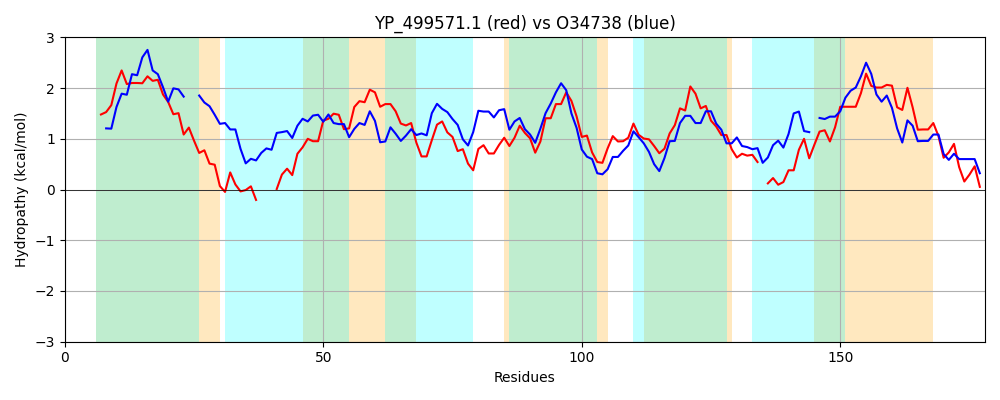 YP_499571.1 (red) vs O34738 (blue)
Hydropathy (kcal/mol)
3
2
1
0
−1
−2
−3
0 50 100 150
Residues